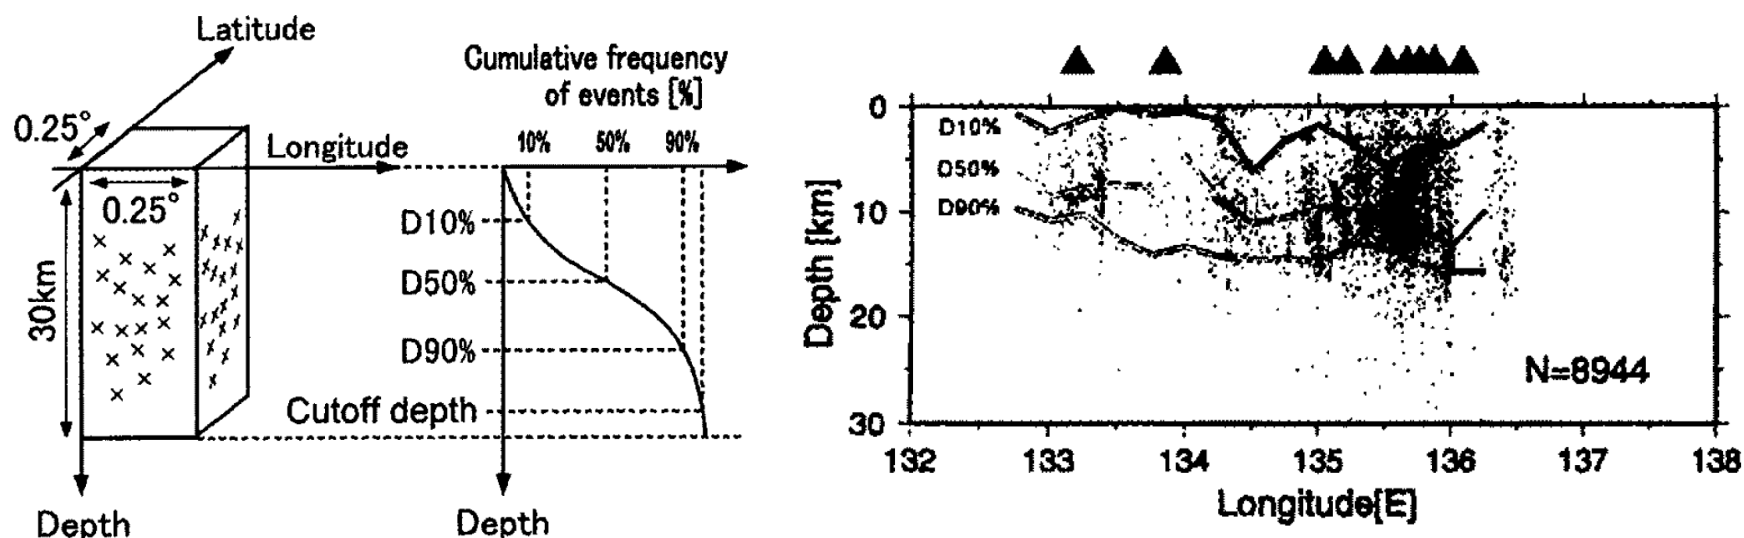 Latitude
0.25°
Longitude
0.25°
30km
Depth
Cumulative frequency
of events [%]
10% 50% 90%
D10%
D50%
D90%
Cutoff depth
Depth
D10%
D50%
D90%
0
10
20
30
Depth [km]
N=8944
132 133 134 135 136 137 138
Longitude[E]